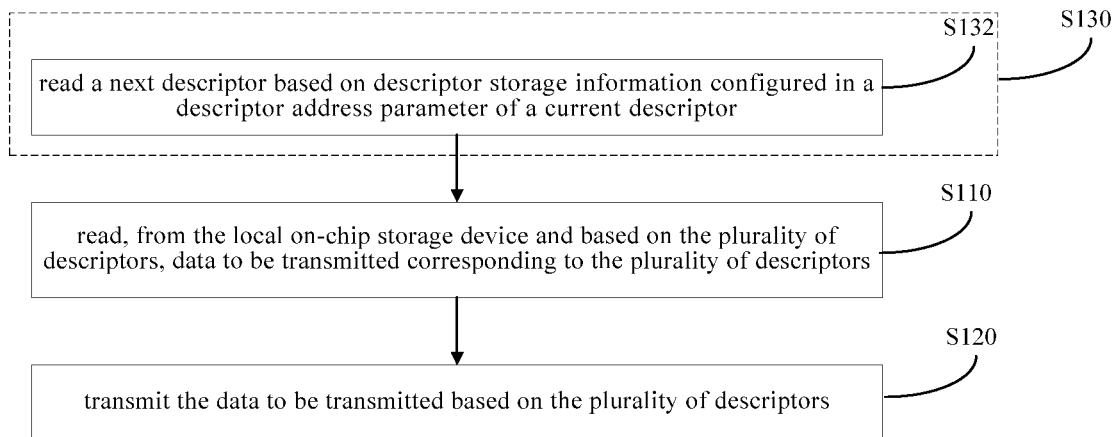 S132
S130
read a next descriptor based on descriptor storage information configured in a
descriptor address parameter of a current descriptor
S110
read, from the local on-chip storage device and based on the plurality of
descriptors, data to be transmitted corresponding to the plurality of descriptors
S120
transmit the data to be transmitted based on the plurality of descriptors